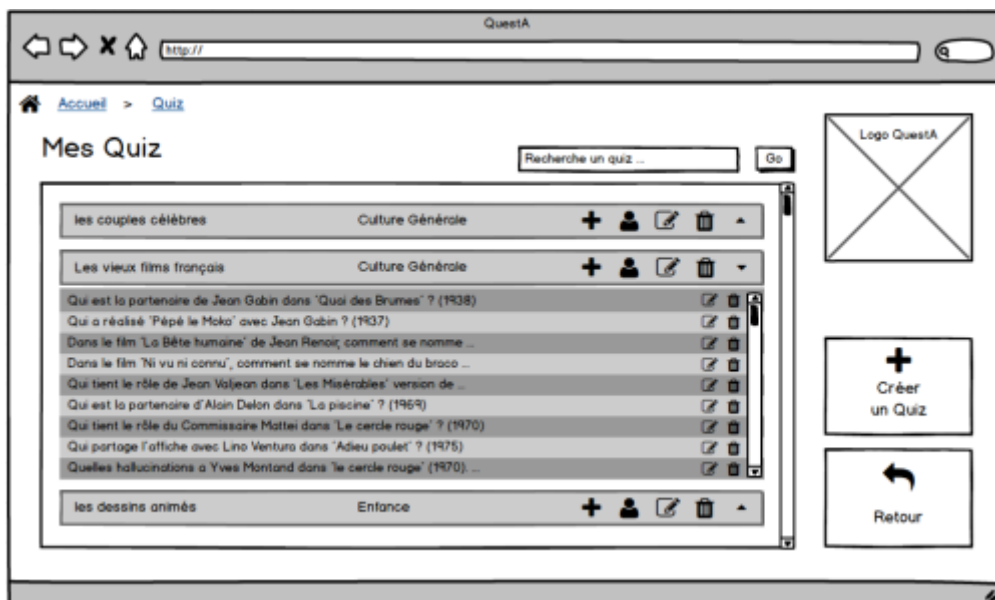 QuestA
http://
Accueil > Quiz
Mes Quiz
Recherche un quiz ...
Go
Logo QuestA
les couples célèbres Culture Générale
Les vieux films français Culture Générale
Qui est la partenaire de Jean Gabin dans 'Quai des Brumes' ? (1938)
Qui a réalisé 'Pépé le Moko' avec Jean Gabin ? (1937)
Dans le film 'La Bête humaine' de Jean Renoir, comment se nomme ...
Dans le film 'Ni vu ni connu', comment se nomme le chien du braco ...
Qui tient le rôle de Jean Valjean dans 'Les Misérables' version de ...
Qui est la partenaire d'Alain Delon dans 'La piscine' ? (1969)
Qui tient le rôle du Commissaire Mattei dans 'Le cercle rouge' ? (1970)
Qui partage l'affiche avec Lino Ventura dans 'Adieu poulet' ? (1975)
Quelles hallucinations a Yves Montand dans 'le cercle rouge' (1970). ...
les dessins animés Enfance
Créer
un Quiz
Retour